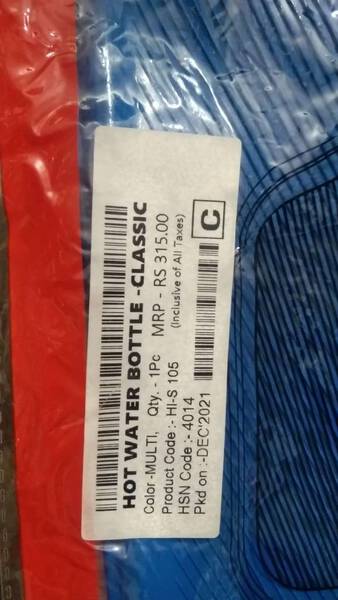 HOT WATER BOTTLE -CLASSIC
Color -MULTI, Qty. - 1Pc MRP - RS 315.00
Product Code :- HI-S 105 (Inclusive of All Taxes)
HSN Code :- 4014
Pkd on :-DEC'2021
C